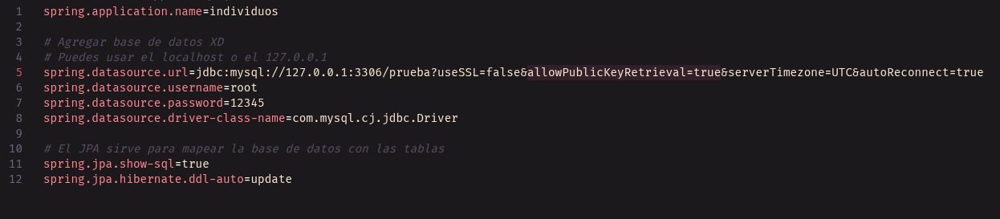 1 spring.application.name=individuos
2
3 # Agregar base de datos XD
4 # Puedes usar el localhost o el 127.0.0.1
5 spring.datasource.url=jdbc:mysql://127.0.0.1:3306/prueba?useSSL=false&allowPublicKeyRetrieval=true&serverTimezone=UTC&autoReconnect=true
6 spring.datasource.username=root
7 spring.datasource.password=12345
8 spring.datasource.driver-class-name=com.mysql.cj.jdbc.Driver
9
10 # El JPA sirve para mapear la base de datos con las tablas
11 spring.jpa.show-sql=true
12 spring.jpa.hibernate.ddl-auto=update